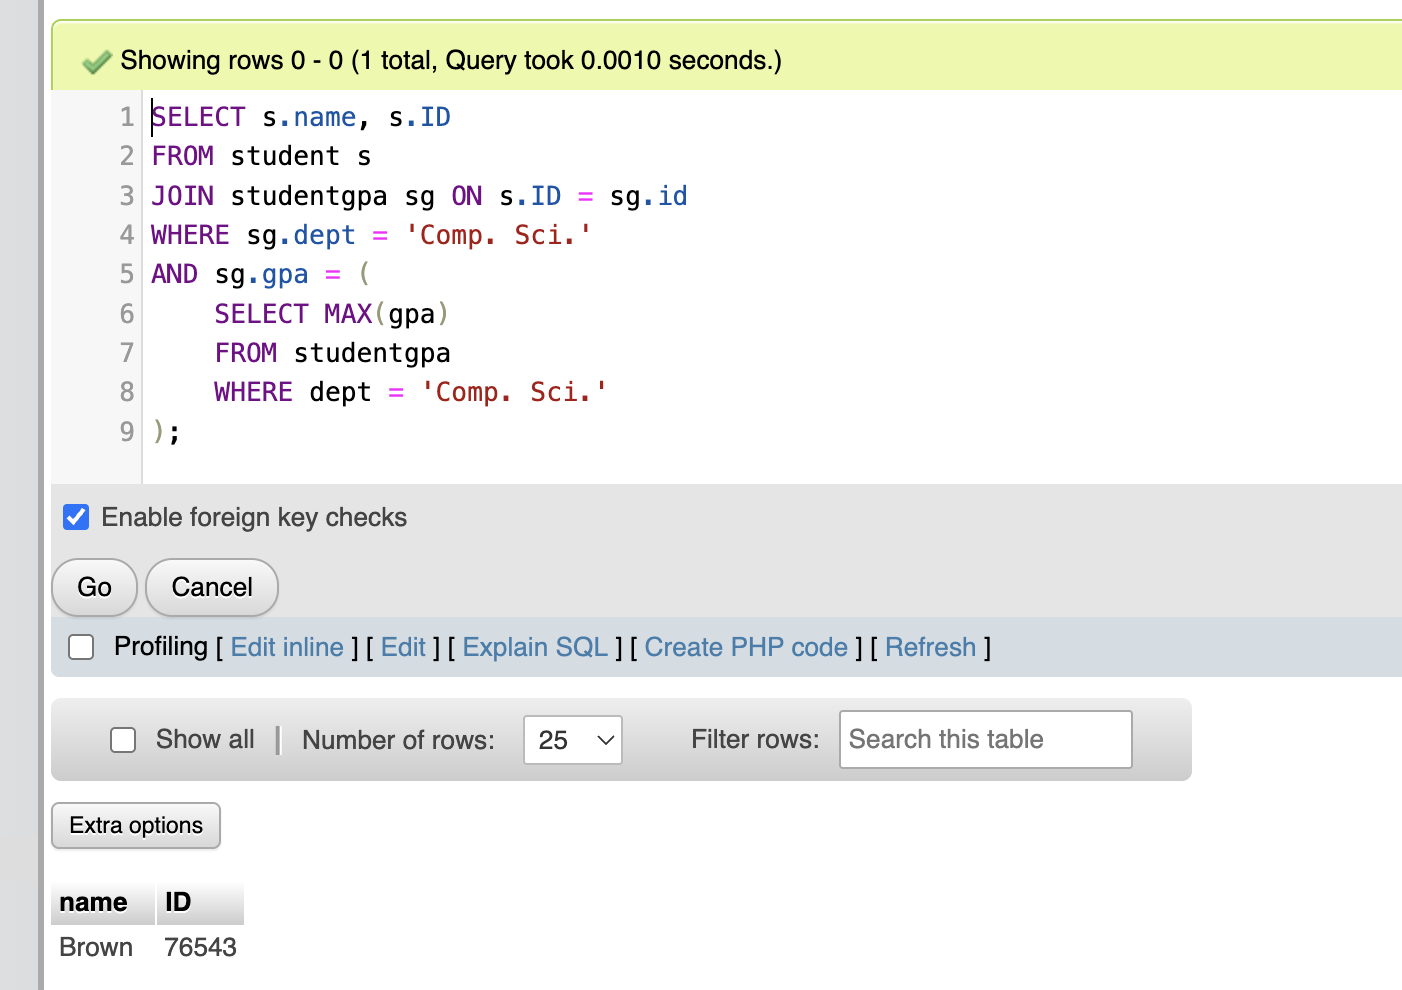 Showing rows 0 - 0 (1 total, Query took 0.0010 seconds.)
1 SELECT s.name, s.ID
2 FROM student s
3 JOIN studentgpa sg ON s.ID = sg.id
4 WHERE sg.dept = 'Comp. Sci.'
5 AND sg.gpa = (
6     SELECT MAX(gpa)
7     FROM studentgpa
8     WHERE dept = 'Comp. Sci.'
9 );
Enable foreign key checks
Go Cancel
Profiling [ Edit inline ] [ Edit ] [ Explain SQL ] [ Create PHP code ] [ Refresh ]
Show all | Number of rows: 25 Filter rows: Search this table
Extra options
name ID
Brown 76543